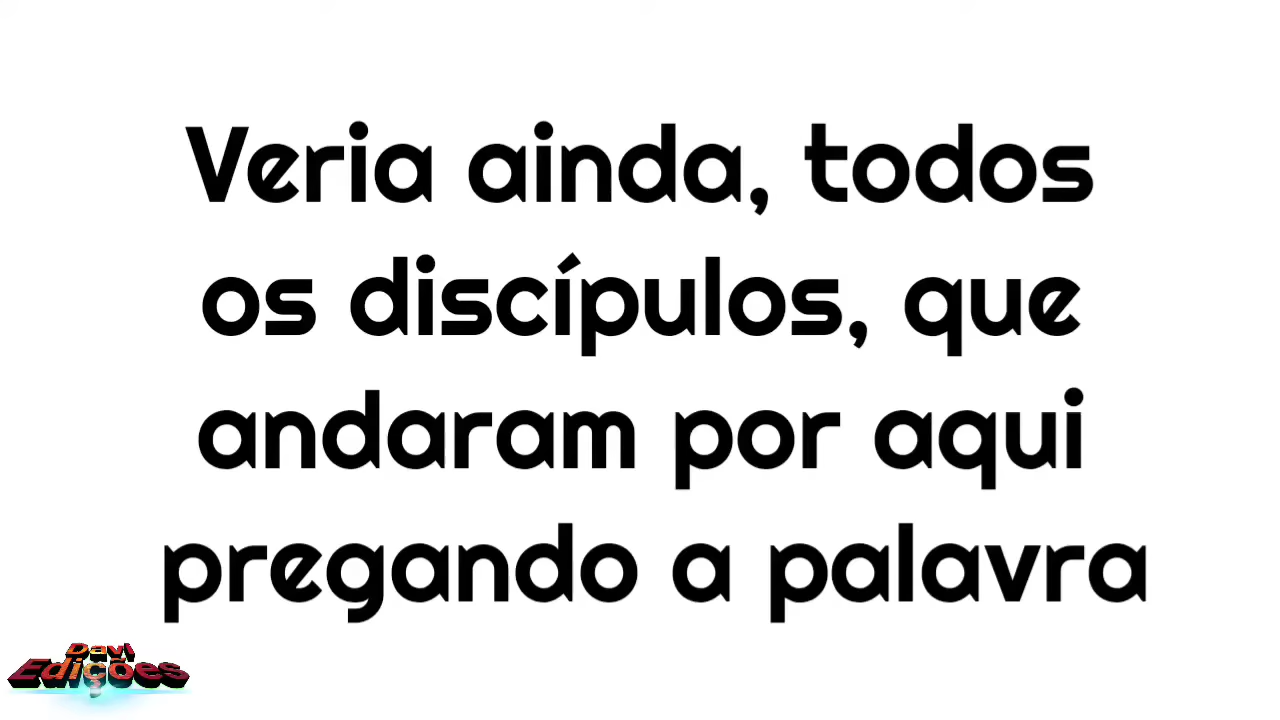 Veria ainda, todos
os discípulos, que
andaram por aqui
pregando a palavra
Davi
Edições